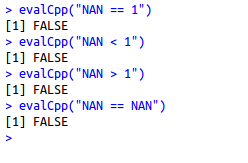 > evalCpp("NAN == 1")
[1] FALSE
> evalCpp("NAN < 1")
[1] FALSE
> evalCpp("NAN > 1")
[1] FALSE
> evalCpp("NAN == NAN")
[1] FALSE
>